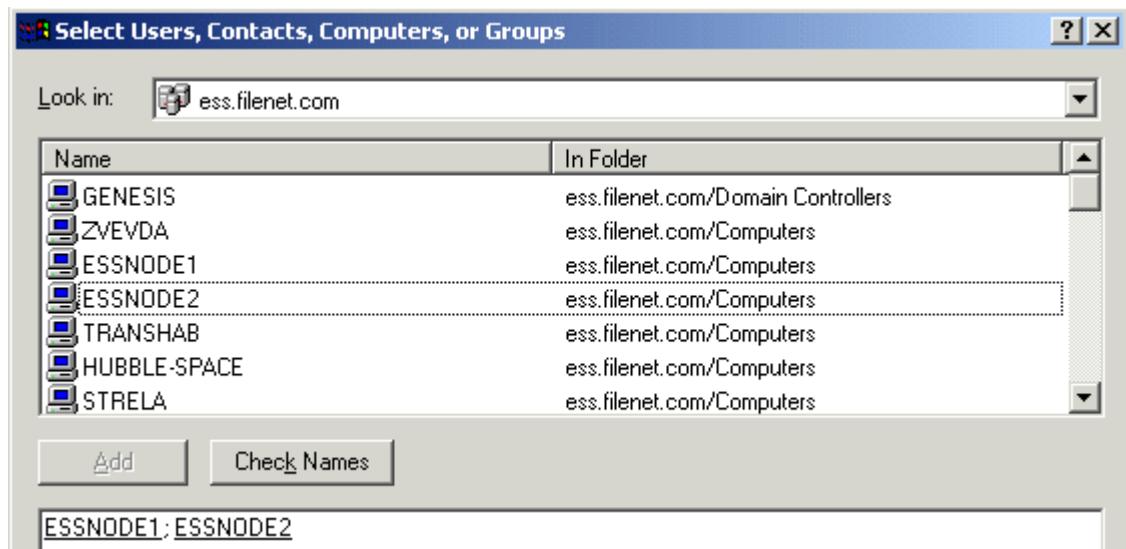 Select Users, Contacts, Computers, or Groups
Look in: ess.filenet.com
Name In Folder
GENESIS ess.filenet.com/Domain Controllers
ZVEVDA ess.filenet.com/Computers
ESSNODE1 ess.filenet.com/Computers
ESSNODE2 ess.filenet.com/Computers
TRANSHAB ess.filenet.com/Computers
HUBBLE-SPACE ess.filenet.com/Computers
STRELA ess.filenet.com/Computers
Add Check Names
ESSNODE1; ESSNODE2